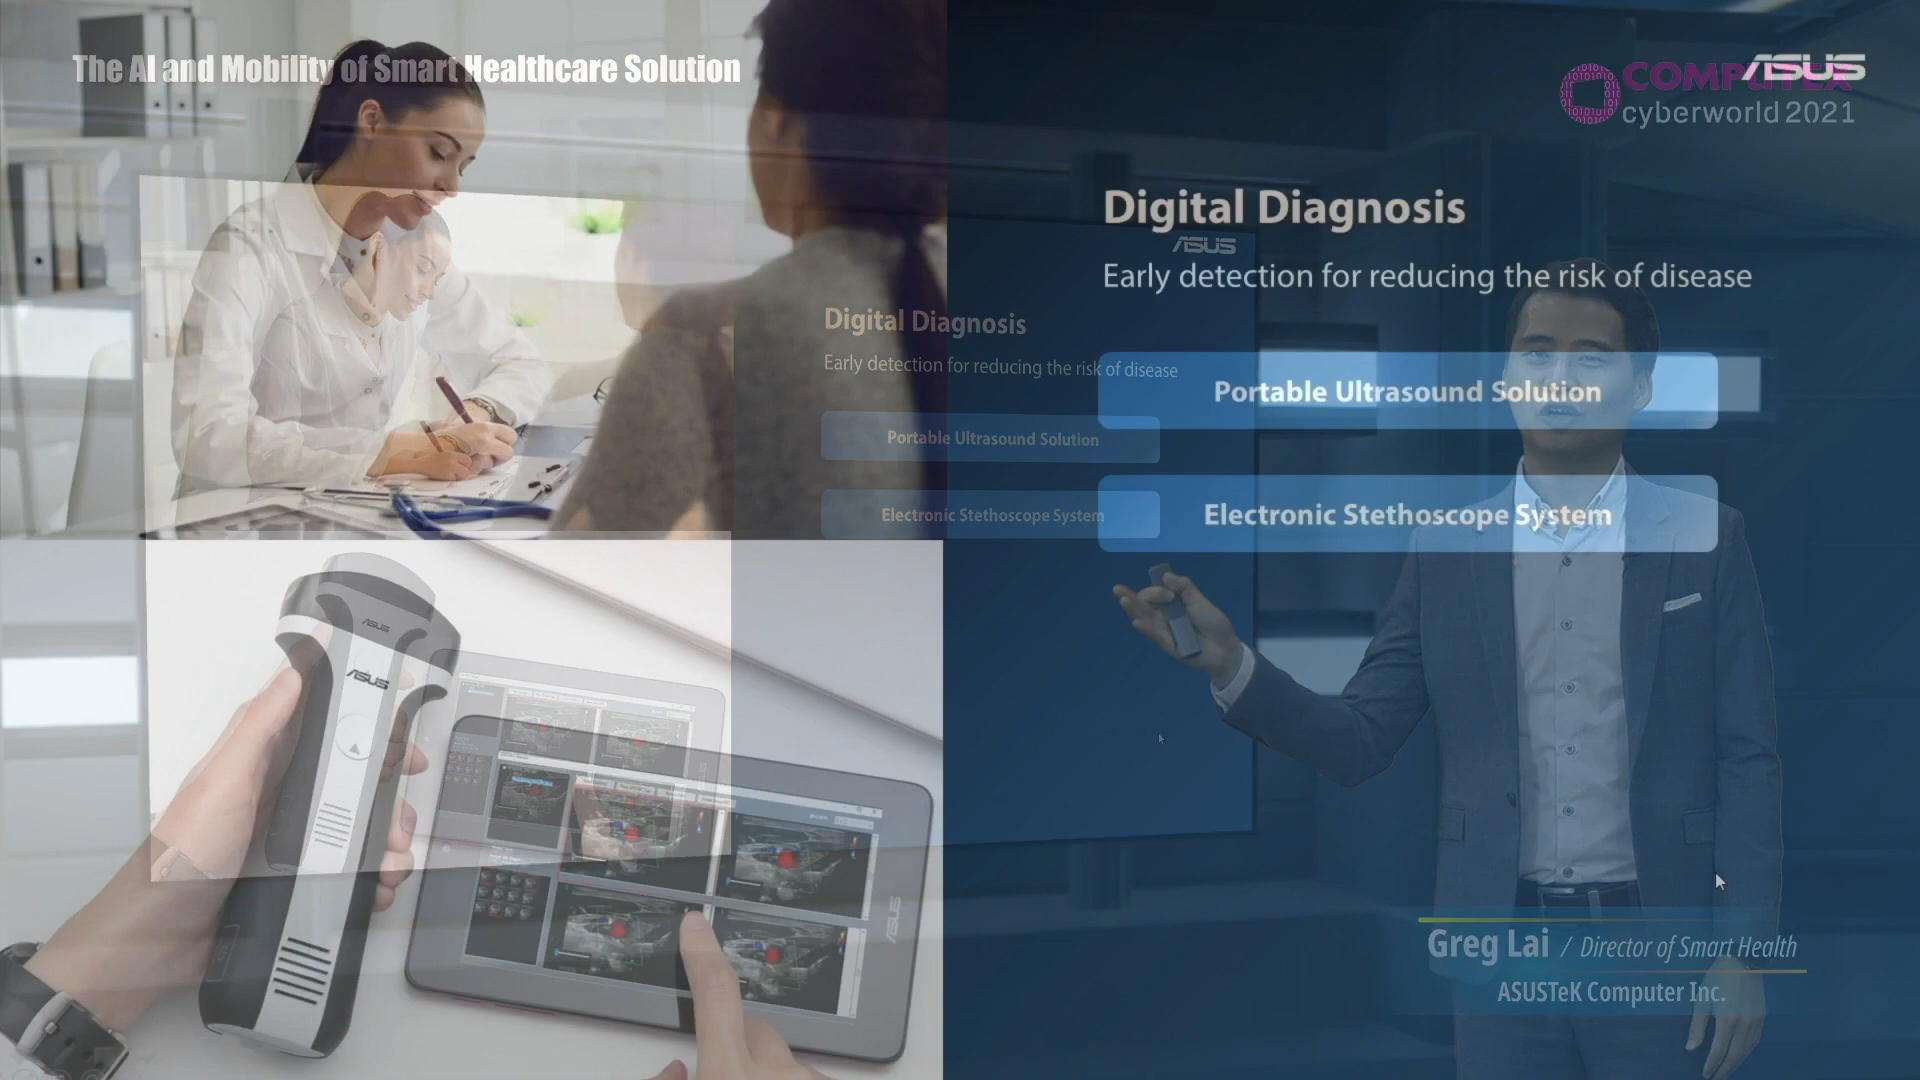 The AI and Mobility of Smart Healthcare Solution
ASUS
COMPUTEX
cyberworld 2021
Digital Diagnosis
ASUS
Early detection for reducing the risk of disease
Digital Diagnosis
Early detection for reducing the risk of disease
Portable Ultrasound Solution
Portable Ultrasound Solution
Electronic Stethoscope System
Electronic Stethoscope System
ASUS
ASUS
ASUS
Greg Lai / Director of Smart Health
ASUSTeK Computer Inc.